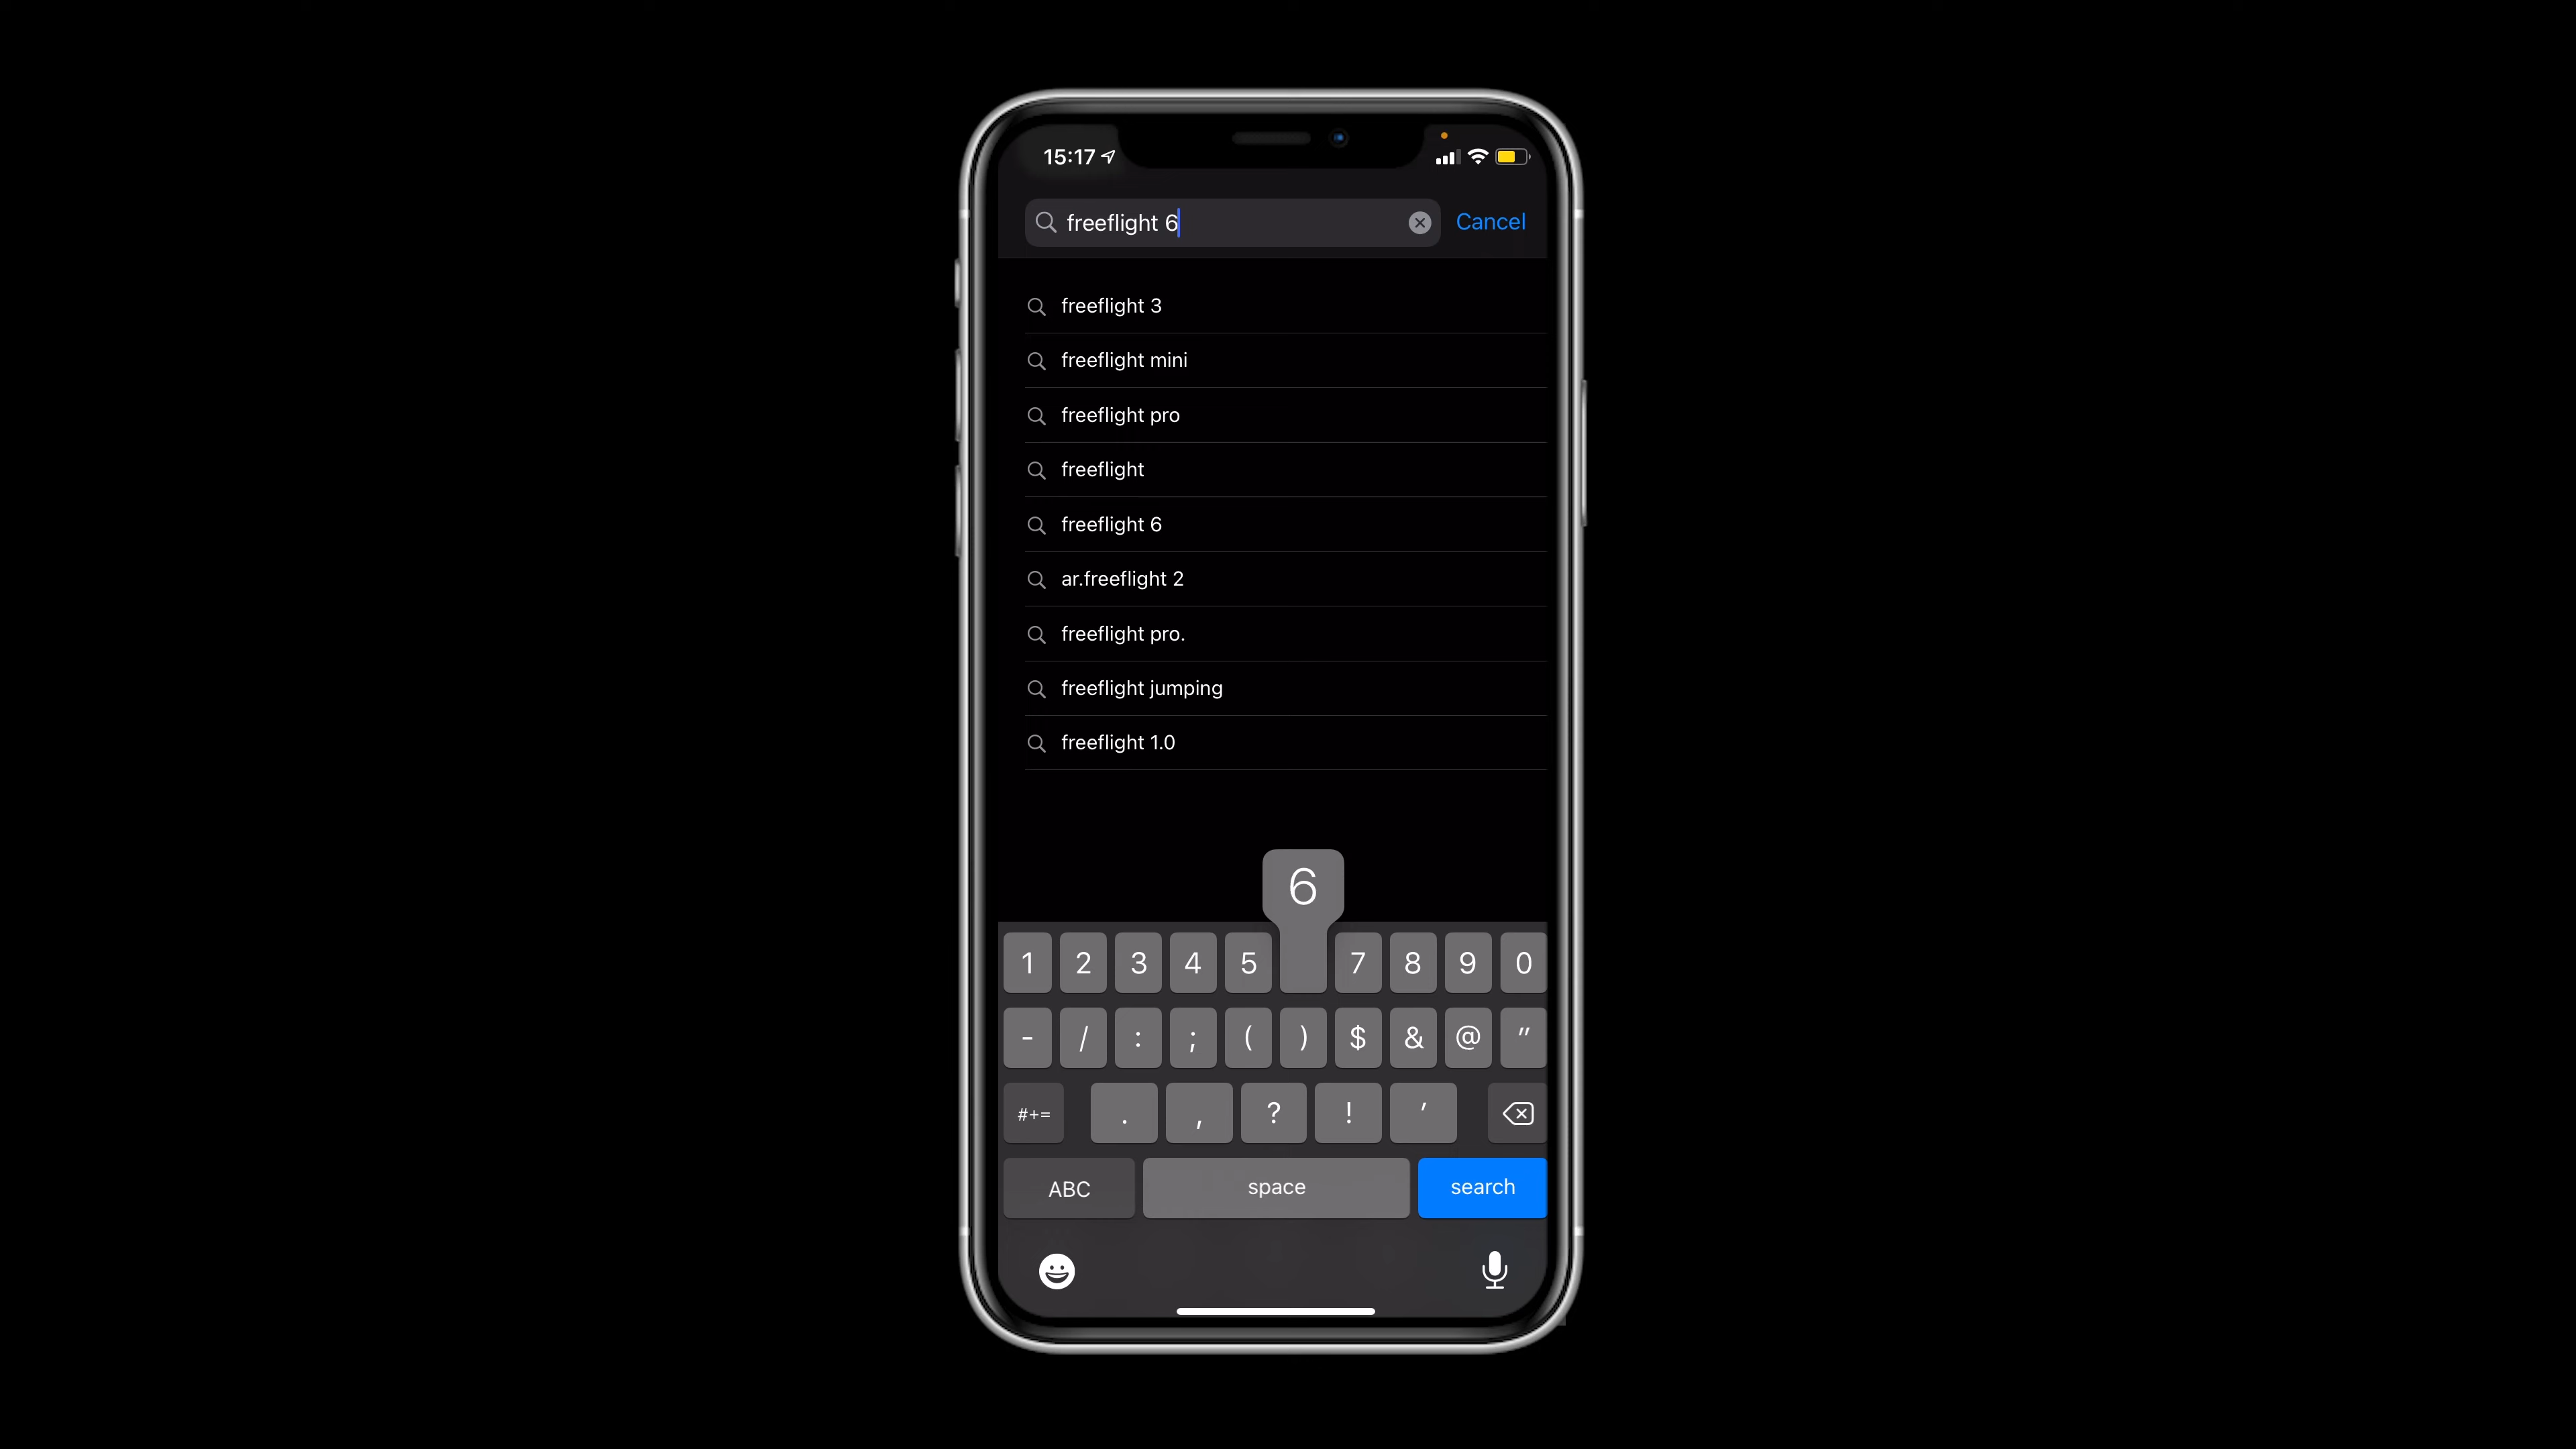 15:17
freeflight 6
Cancel
freeflight 3
freeflight mini
freeflight pro
freeflight
freeflight 6
ar.freeflight 2
freeflight pro.
freeflight jumping
freeflight 1.0
6
1 2 3 4 5 7 8 9 0
- / : ; ( ) $ & @ "
#+= . , ? ! '
ABC space search